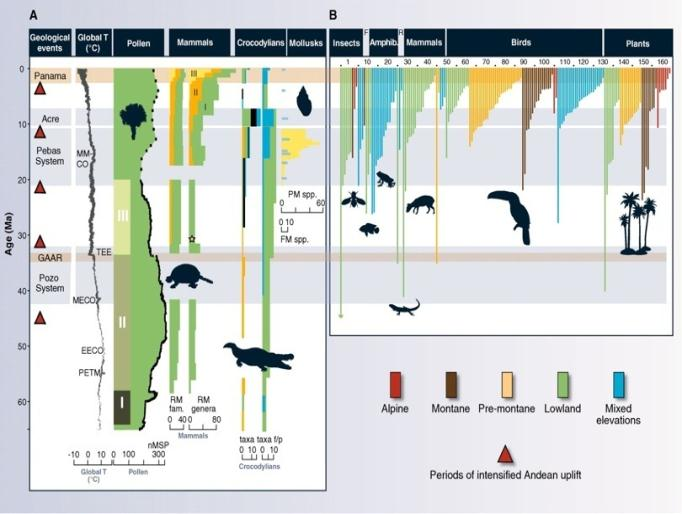 A
Geological events
Global T (°C)
Pollen
Mammals
Crocodylians
Mollusks
0
10
20
30
40
50
60
Age (Ma)
Panama
Acre
Pebas System
GAAR
Pozo System
MM-CO
TEE
MECO
EECO
PETM
III
II
I
III
II
I
PM spp.
0 60
0 10
FM spp.
RM fam.
RM genera
0 40 0 80
Mammals
nMSP
-10 0 10 0 100 300
Global T (°C)
Pollen
taxa taxa f/p
0 10 0 10
Crocodylians
B
Insects
F
Amphib.
R
Mammals
Birds
Plants
1 10 20 30 40 50 60 70 80 90 100 110 120 130 140 150 160
Alpine
Montane
Pre-montane
Lowland
Mixed elevations
Periods of intensified Andean uplift